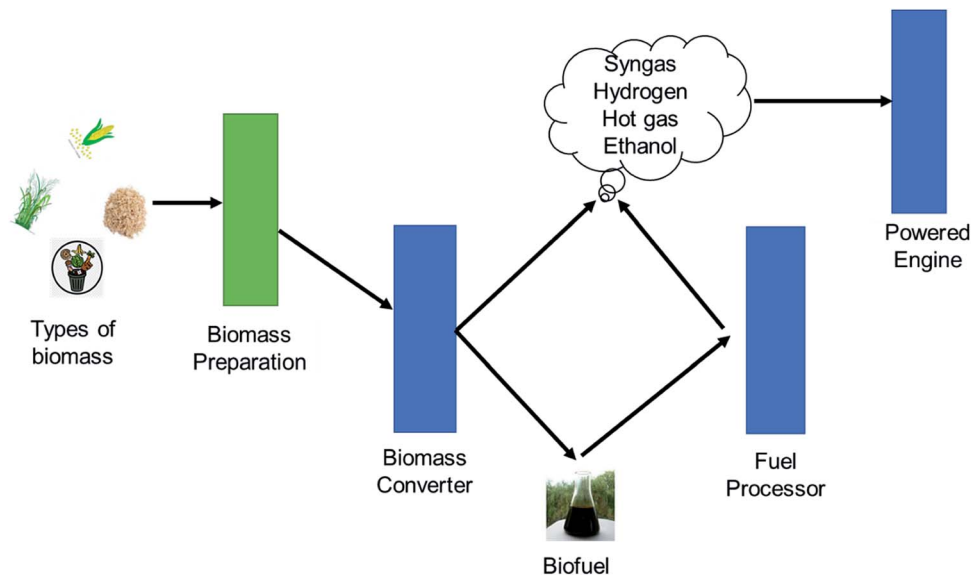 Syngas
Hydrogen
Hot gas
Ethanol
Powered
Engine
Types of
biomass
Biomass
Preparation
Biomass
Converter
Fuel
Processor
Biofuel